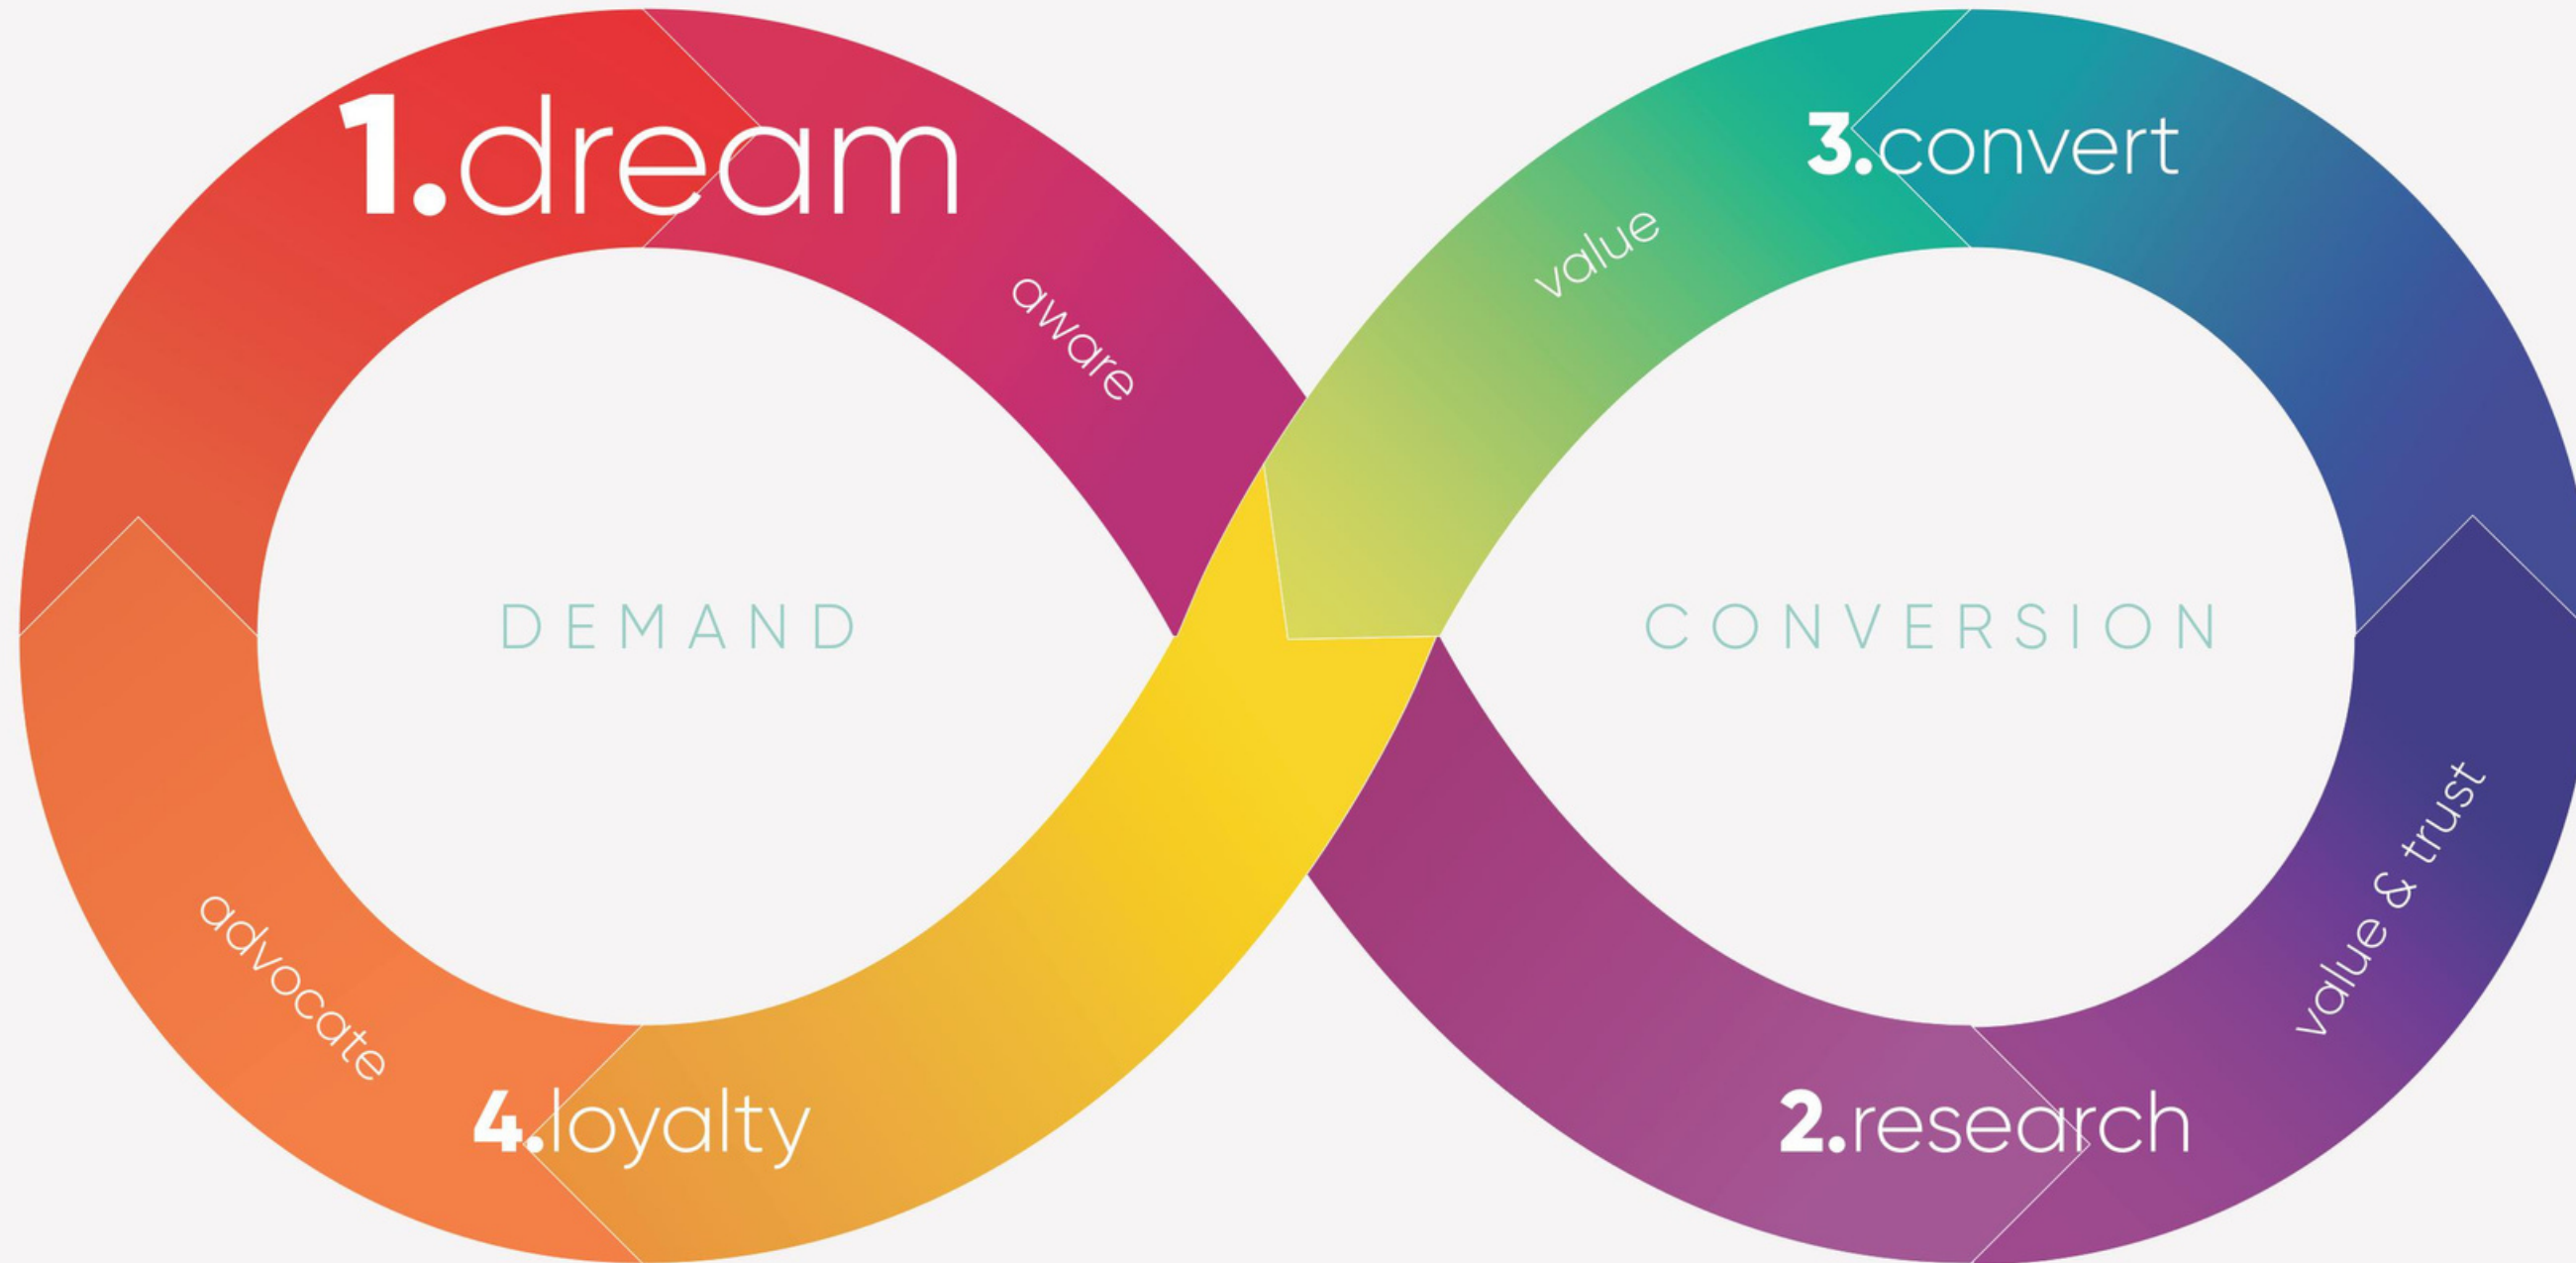 1.dream
aware
value
3.convert
DEMAND
CONVERSION
advocate
value & trust
4.loyalty
2.research